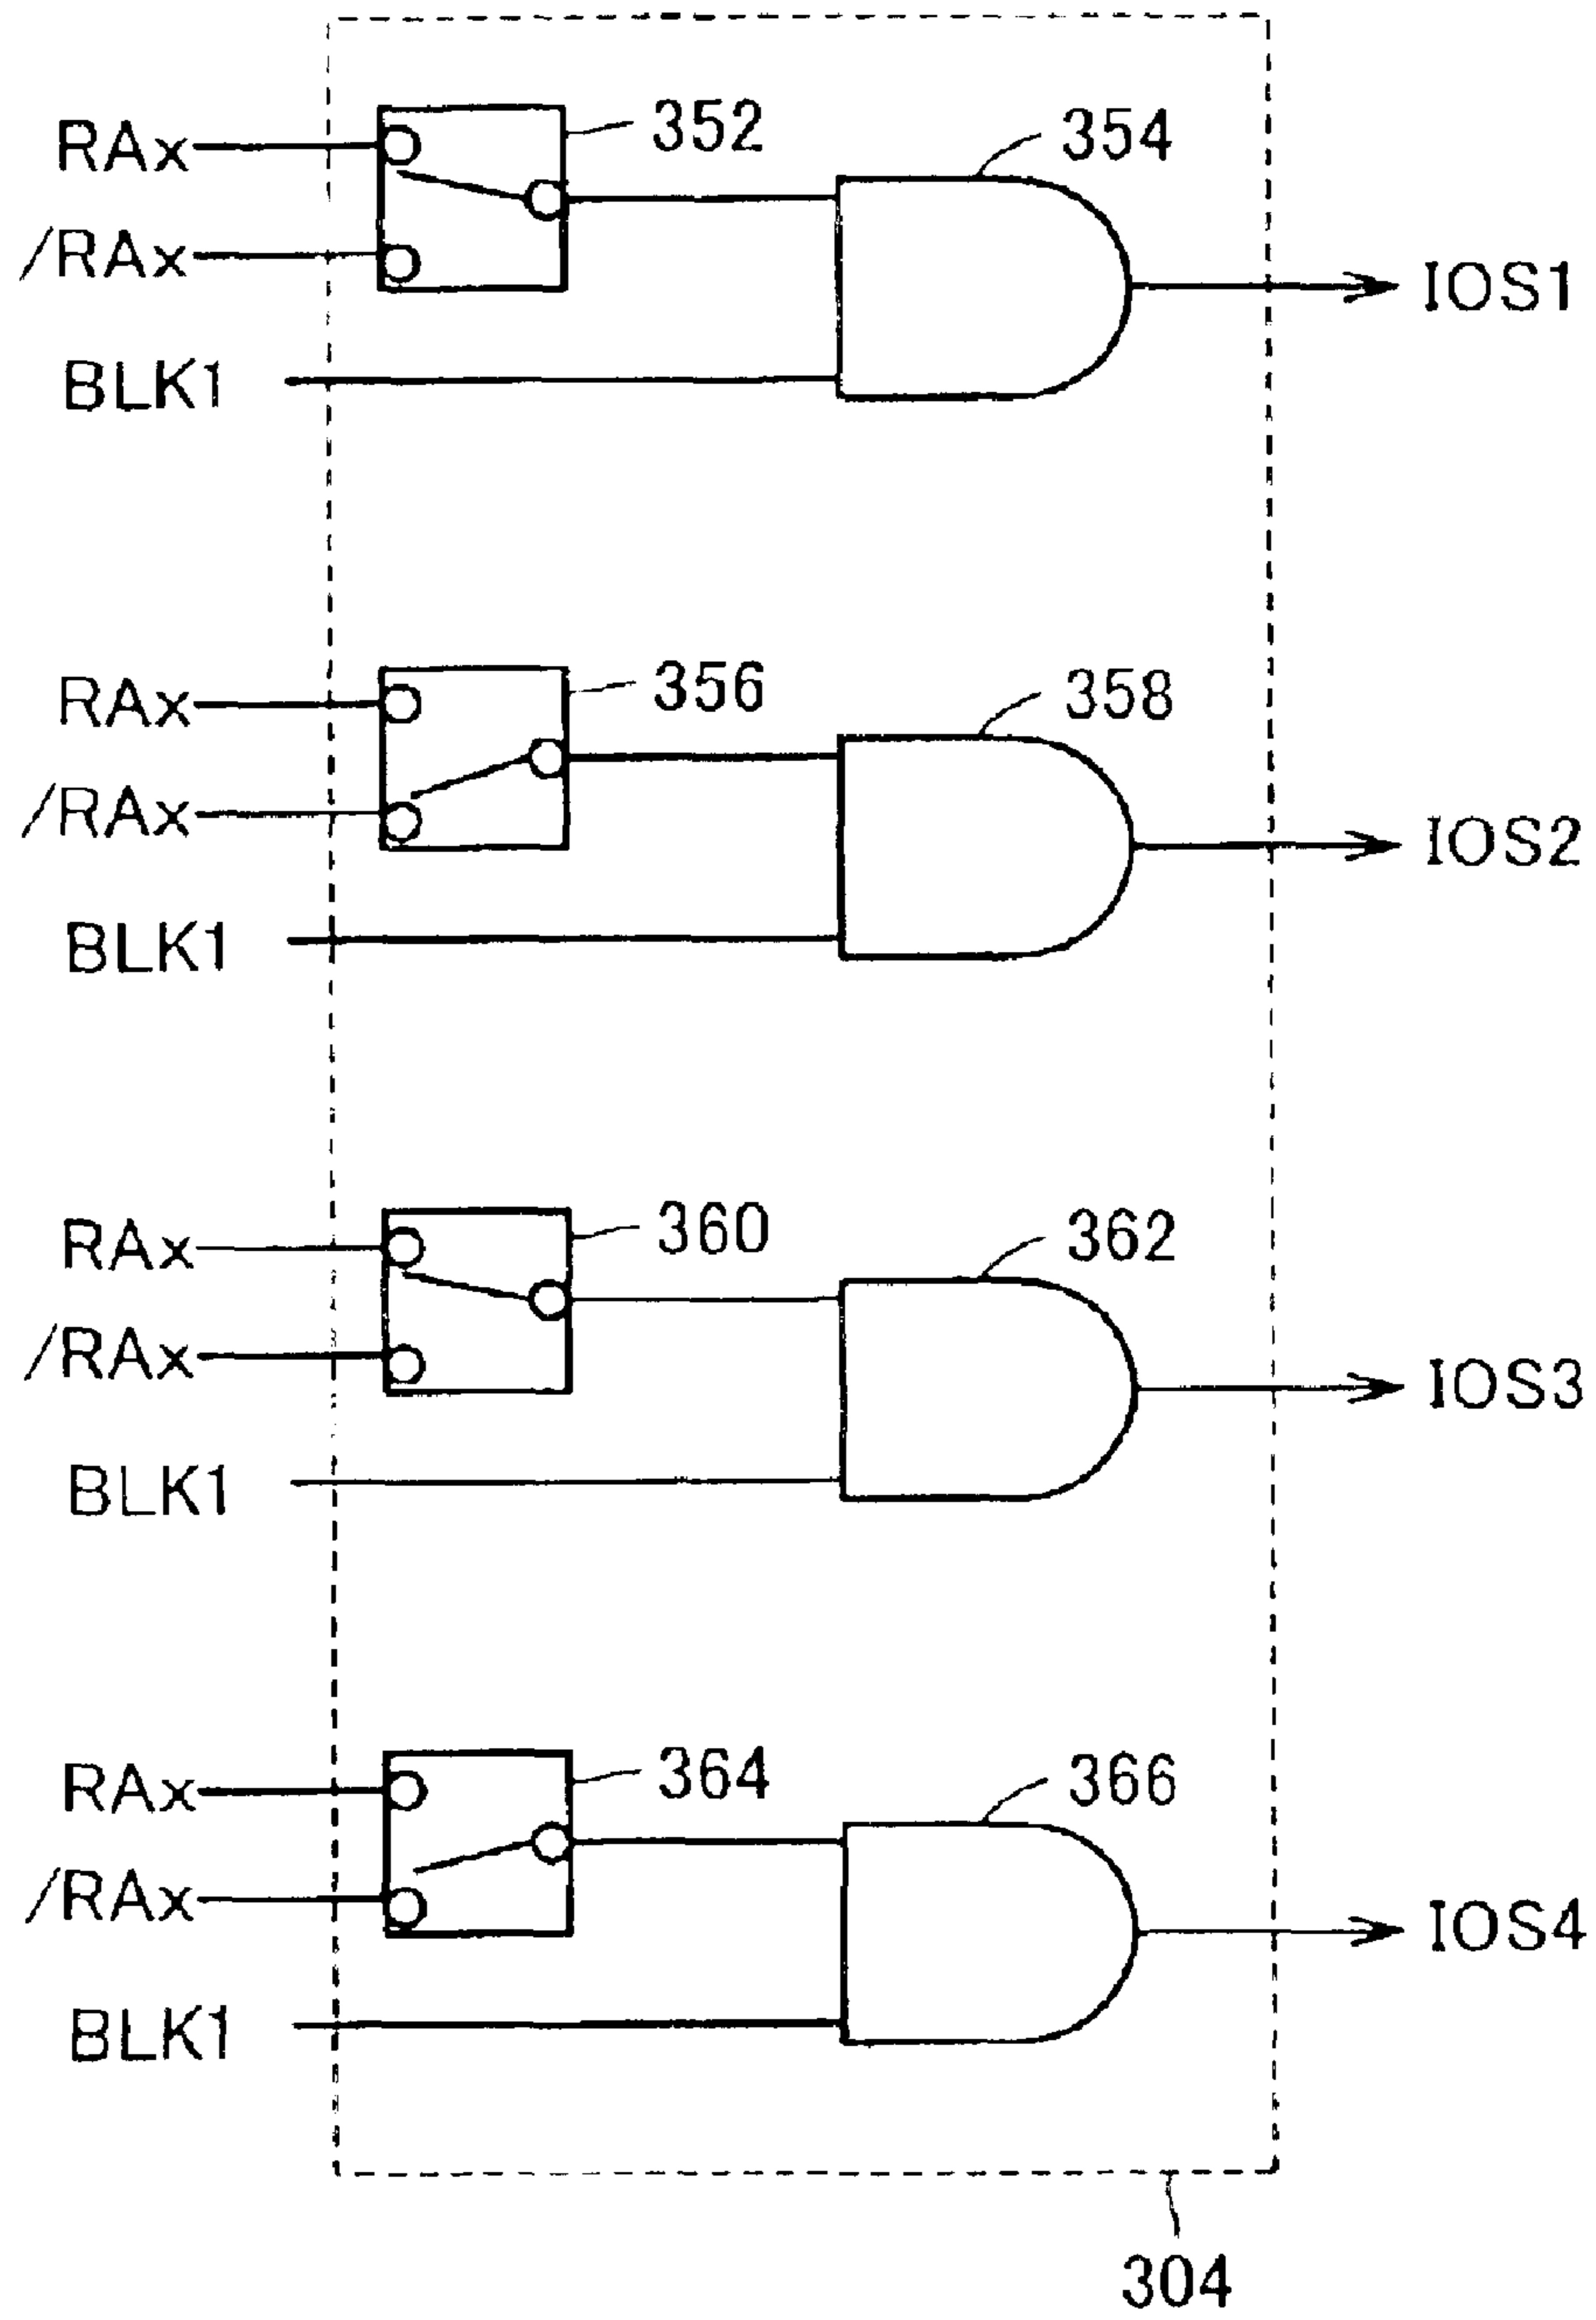 RAx
352
354
/RAx
IOS1
BLK1
RAx
356
358
/RAx
IOS2
BLK1
RAx
360
362
/RAx
IOS3
BLK1
RAx
364
366
/RAx
IOS4
BLK1
304